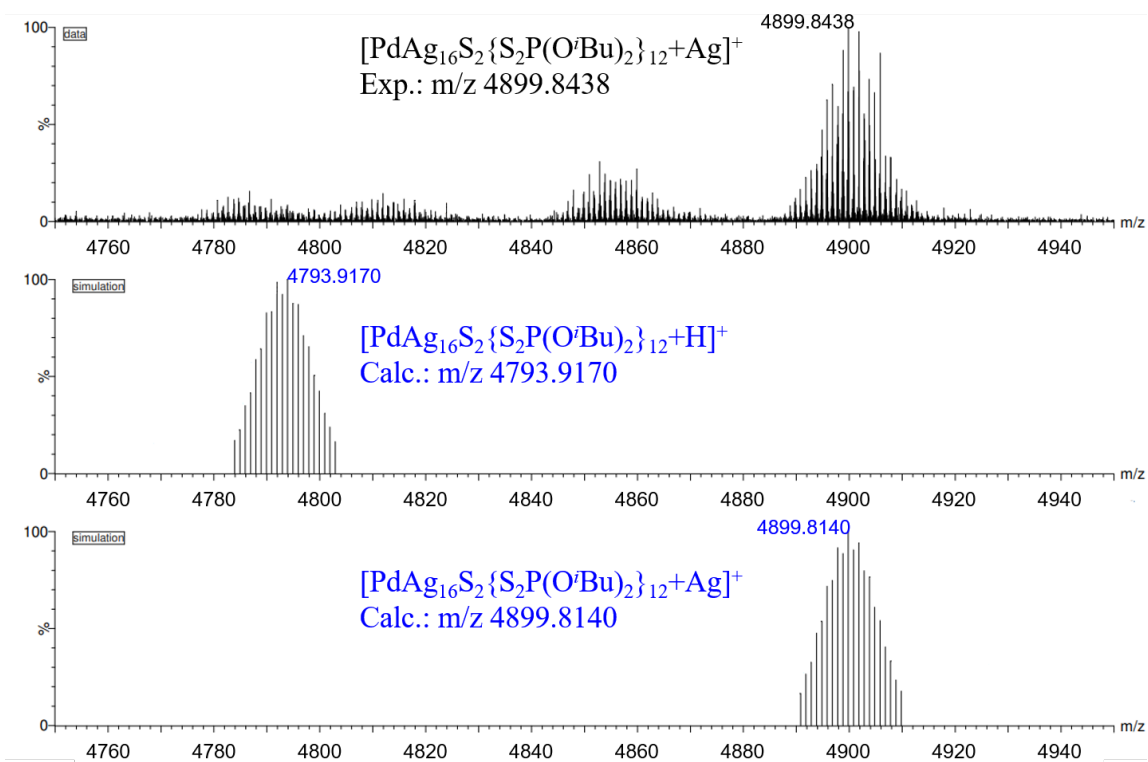 100
data
4899.8438
[PdAg₁₆S₂{S₂P(OⁱBu)₂}₁₂+Ag]⁺
Exp.: m/z 4899.8438
%
0
m/z
4760 4780 4800 4820 4840 4860 4880 4900 4920 4940
100
simulation
4793.9170
[PdAg₁₆S₂{S₂P(OⁱBu)₂}₁₂+H]⁺
Calc.: m/z 4793.9170
%
0
m/z
4760 4780 4800 4820 4840 4860 4880 4900 4920 4940
100
simulation
4899.8140
[PdAg₁₆S₂{S₂P(OⁱBu)₂}₁₂+Ag]⁺
Calc.: m/z 4899.8140
%
0
m/z
4760 4780 4800 4820 4840 4860 4880 4900 4920 4940